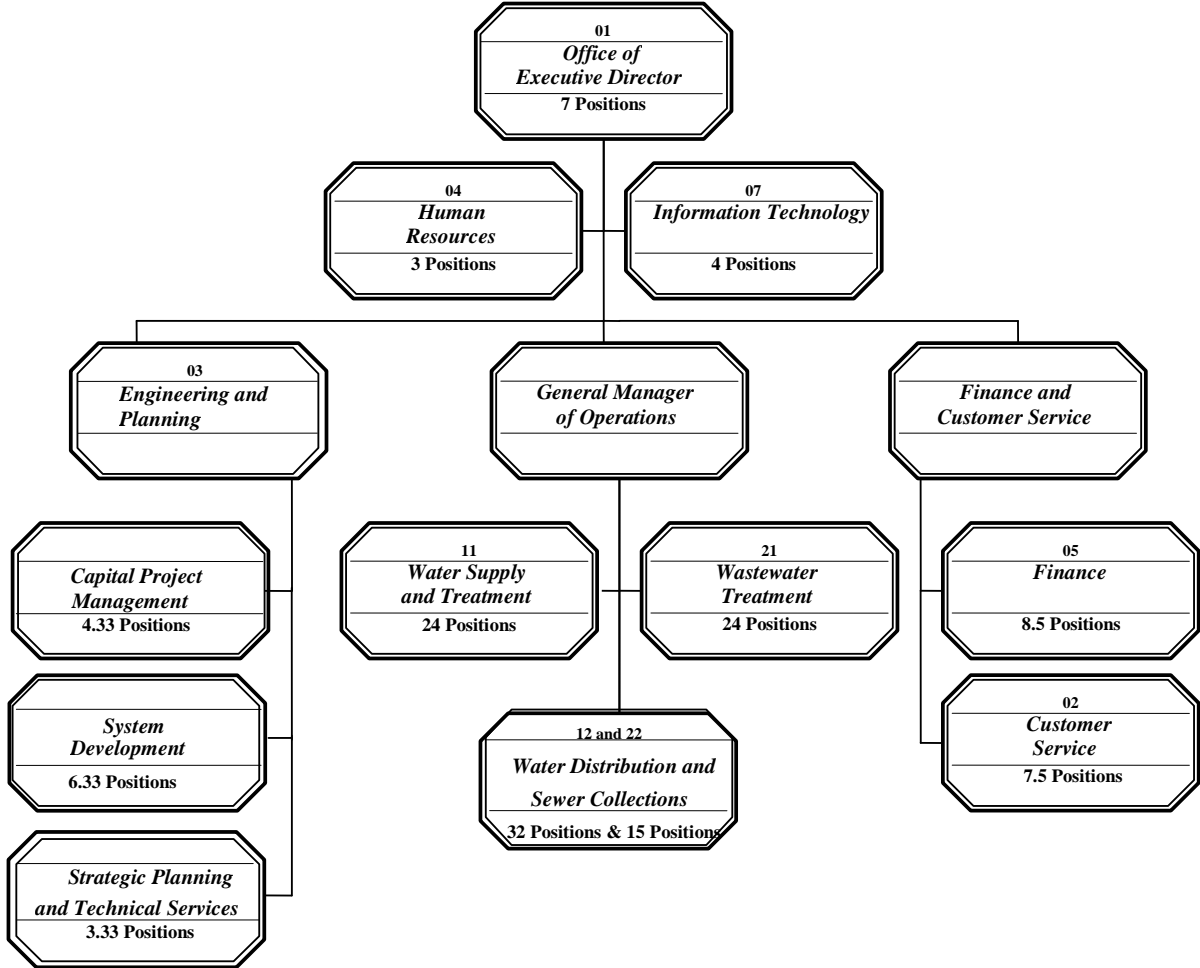 01
Office of
Executive Director
7 Positions
04
Human
Resources
3 Positions
07
Information Technology
4 Positions
03
Engineering and
Planning
General Manager
of Operations
Finance and
Customer Service
Capital Project
Management
4.33 Positions
11
Water Supply
and Treatment
24 Positions
21
Wastewater
Treatment
24 Positions
05
Finance
8.5 Positions
System
Development
6.33 Positions
12 and 22
Water Distribution and
Sewer Collections
32 Positions & 15 Positions
02
Customer
Service
7.5 Positions
Strategic Planning
and Technical Services
3.33 Positions